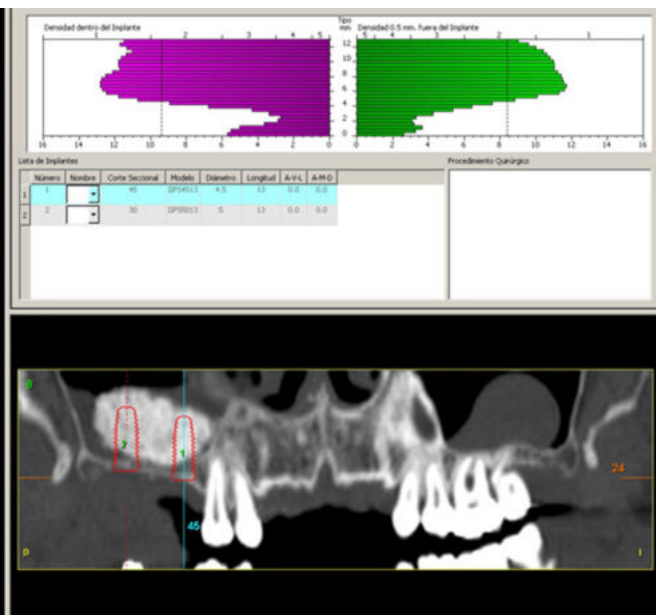 Densidad dentro del Implante
Tipo
mm
Densidad 0.5 mm. fuera del Implante
1 2 3 4 5
5 4 3 2 1
12
10
8
6
4
2
0
16 14 12 10 8 6 4 2 0
0 2 4 6 8 10 12 14 16
Lista de Implantes
Procedimiento Quirúrgico
Número Nombre Corte Seccional Modelo Diámetro Longitud A-V-L A-M-D
1 1 45 4.5 13 0.0 0.0
2 2 30 5 13 0.0 0.0
2
1
24
45
D
I